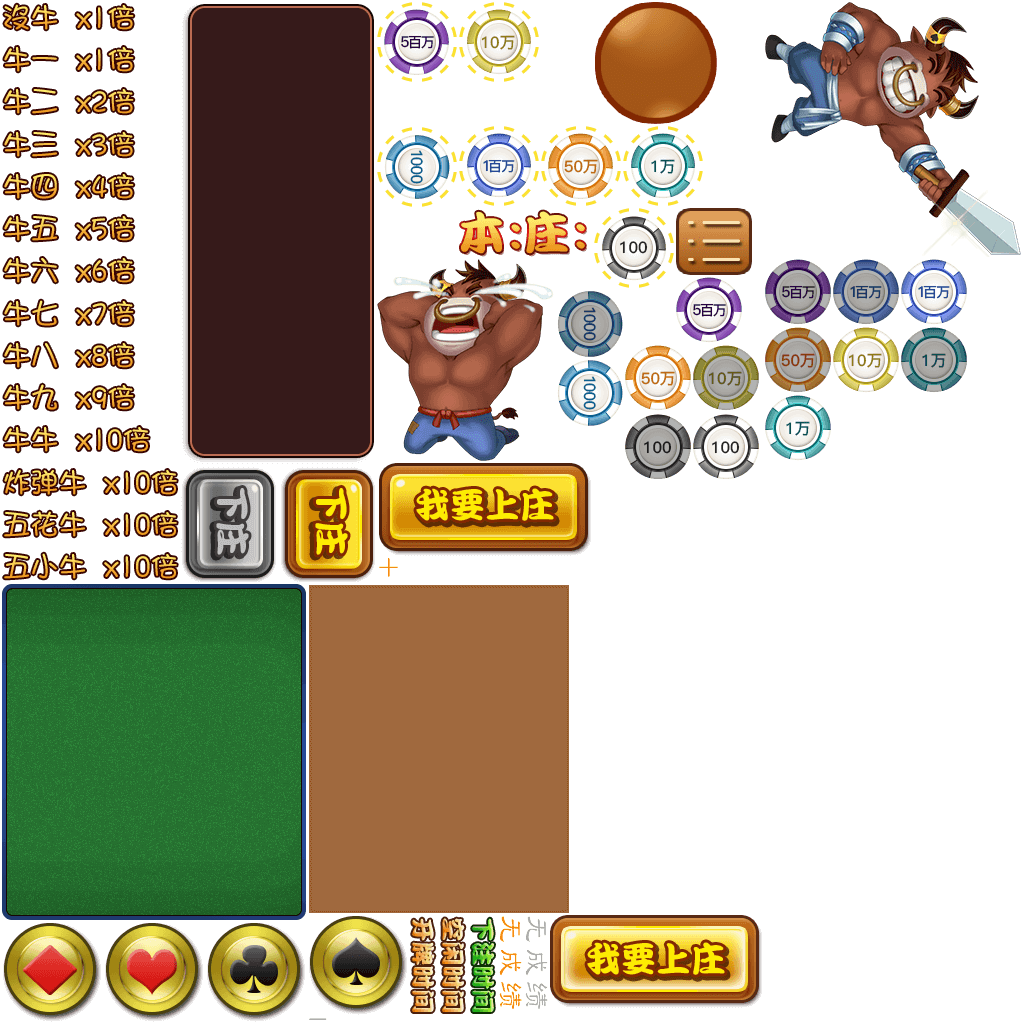 沒牛 x1倍
牛一 x1倍
牛二 x2倍
牛三 x3倍
牛四 x4倍
牛五 x5倍
牛六 x6倍
牛七 x7倍
牛八 x8倍
牛九 x9倍
牛牛 x10倍
炸弹牛 x10倍
五花牛 x10倍
五小牛 x10倍
5百万
10万
1000
1百万
50万
1万
本:庄:
100
5百万
1百万
1百万
1000
5百万
50万
10万
1万
1000
50万
10万
1万
100
100
下庄
下庄
我要上庄
开牌时间
空闲时间
下注时间
无成绩
无成绩
我要上庄